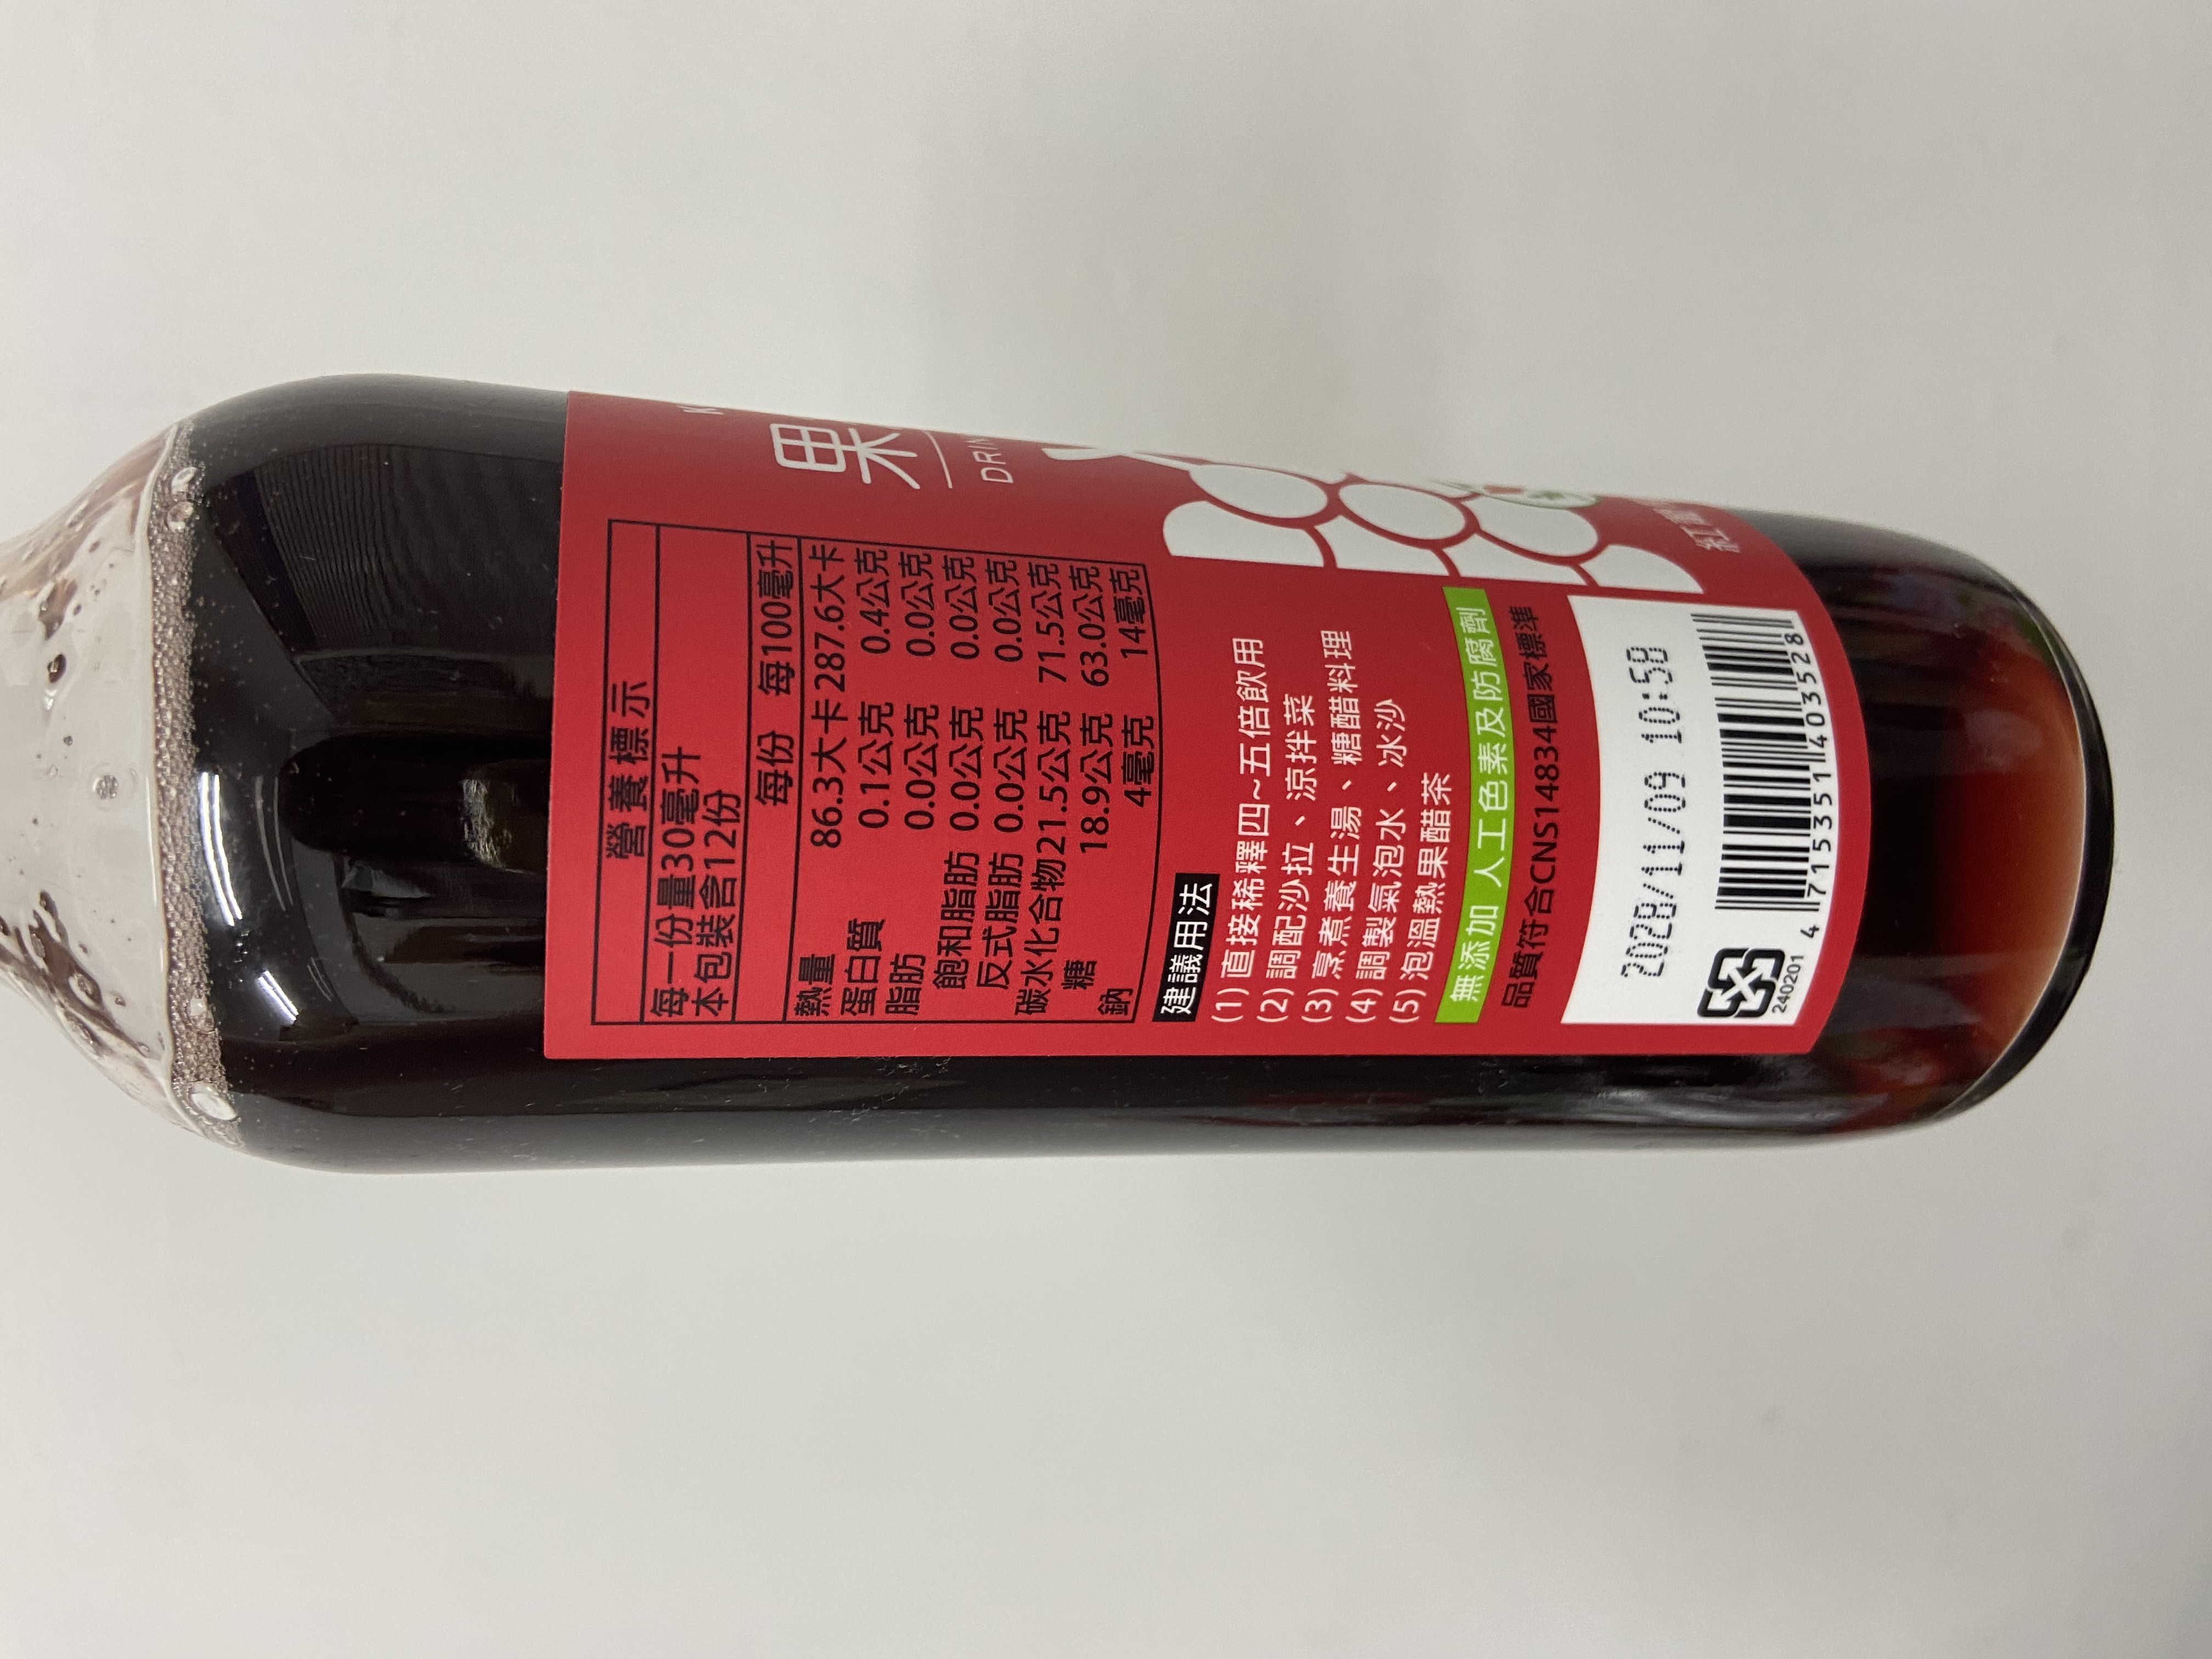 營養標示
每一份量30毫升
本包裝含12份
每份 每100毫升
熱量 86.3大卡 287.6大卡
蛋白質 0.1公克 0.4公克
脂肪 0.0公克 0.0公克
飽和脂肪 0.0公克 0.0公克
反式脂肪 0.0公克 0.0公克
碳水化合物 21.5公克 71.5公克
糖 18.9公克 63.0公克
鈉 4毫克 14毫克
建議用法
(1)直接稀釋四~五倍飲用
(2)調配沙拉、涼拌菜
(3)烹煮養生湯、糖醋料理
(4)調製氣泡水、冰沙
(5)泡溫熱果醋茶
無添加 人工色素及防腐劑
品質符合CNS14834國家標準
2028/11/09 10:58
240201
4 715351 403528
果
DRIN
紅